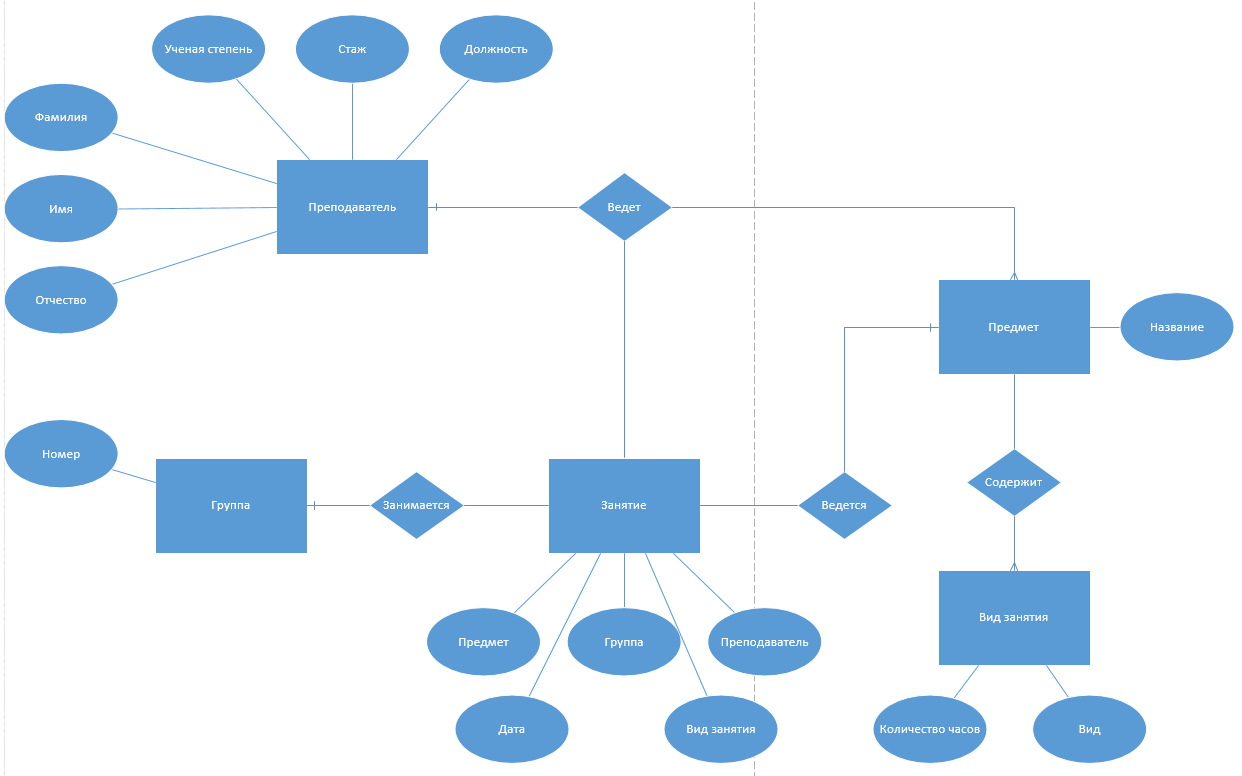 Ученая степень
Стаж
Должность
Фамилия
Имя
Преподаватель
Ведет
Отчество
Предмет
Название
Номер
Группа
Занимается
Занятие
Ведется
Содержит
Предмет
Группа
Преподаватель
Вид занятия
Дата
Вид занятия
Количество часов
Вид